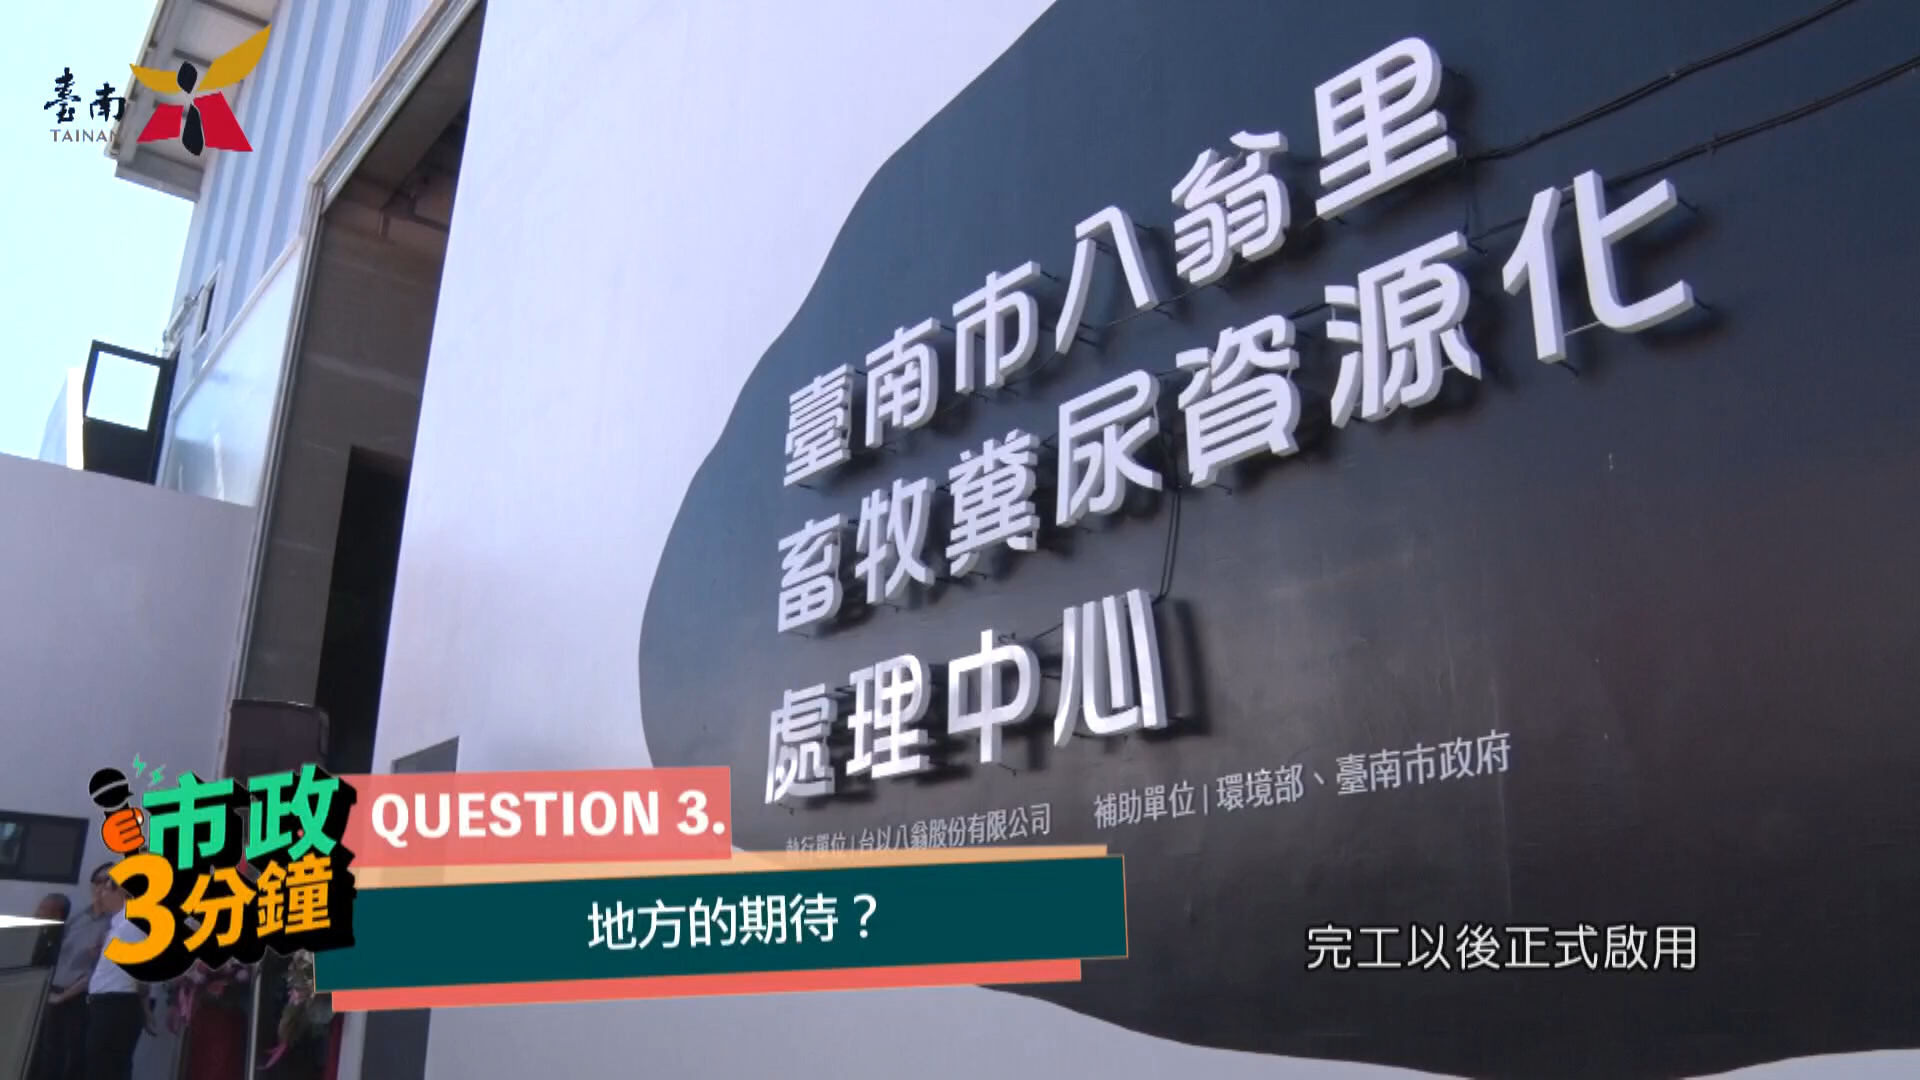 臺南
TAINAN
臺南市八翁里
畜牧糞尿資源化
處理中心
執行單位 | 台以八翁股份有限公司
補助單位 | 環境部、臺南市政府
市政
3分鐘
QUESTION 3.
地方的期待？
完工以後正式啟用